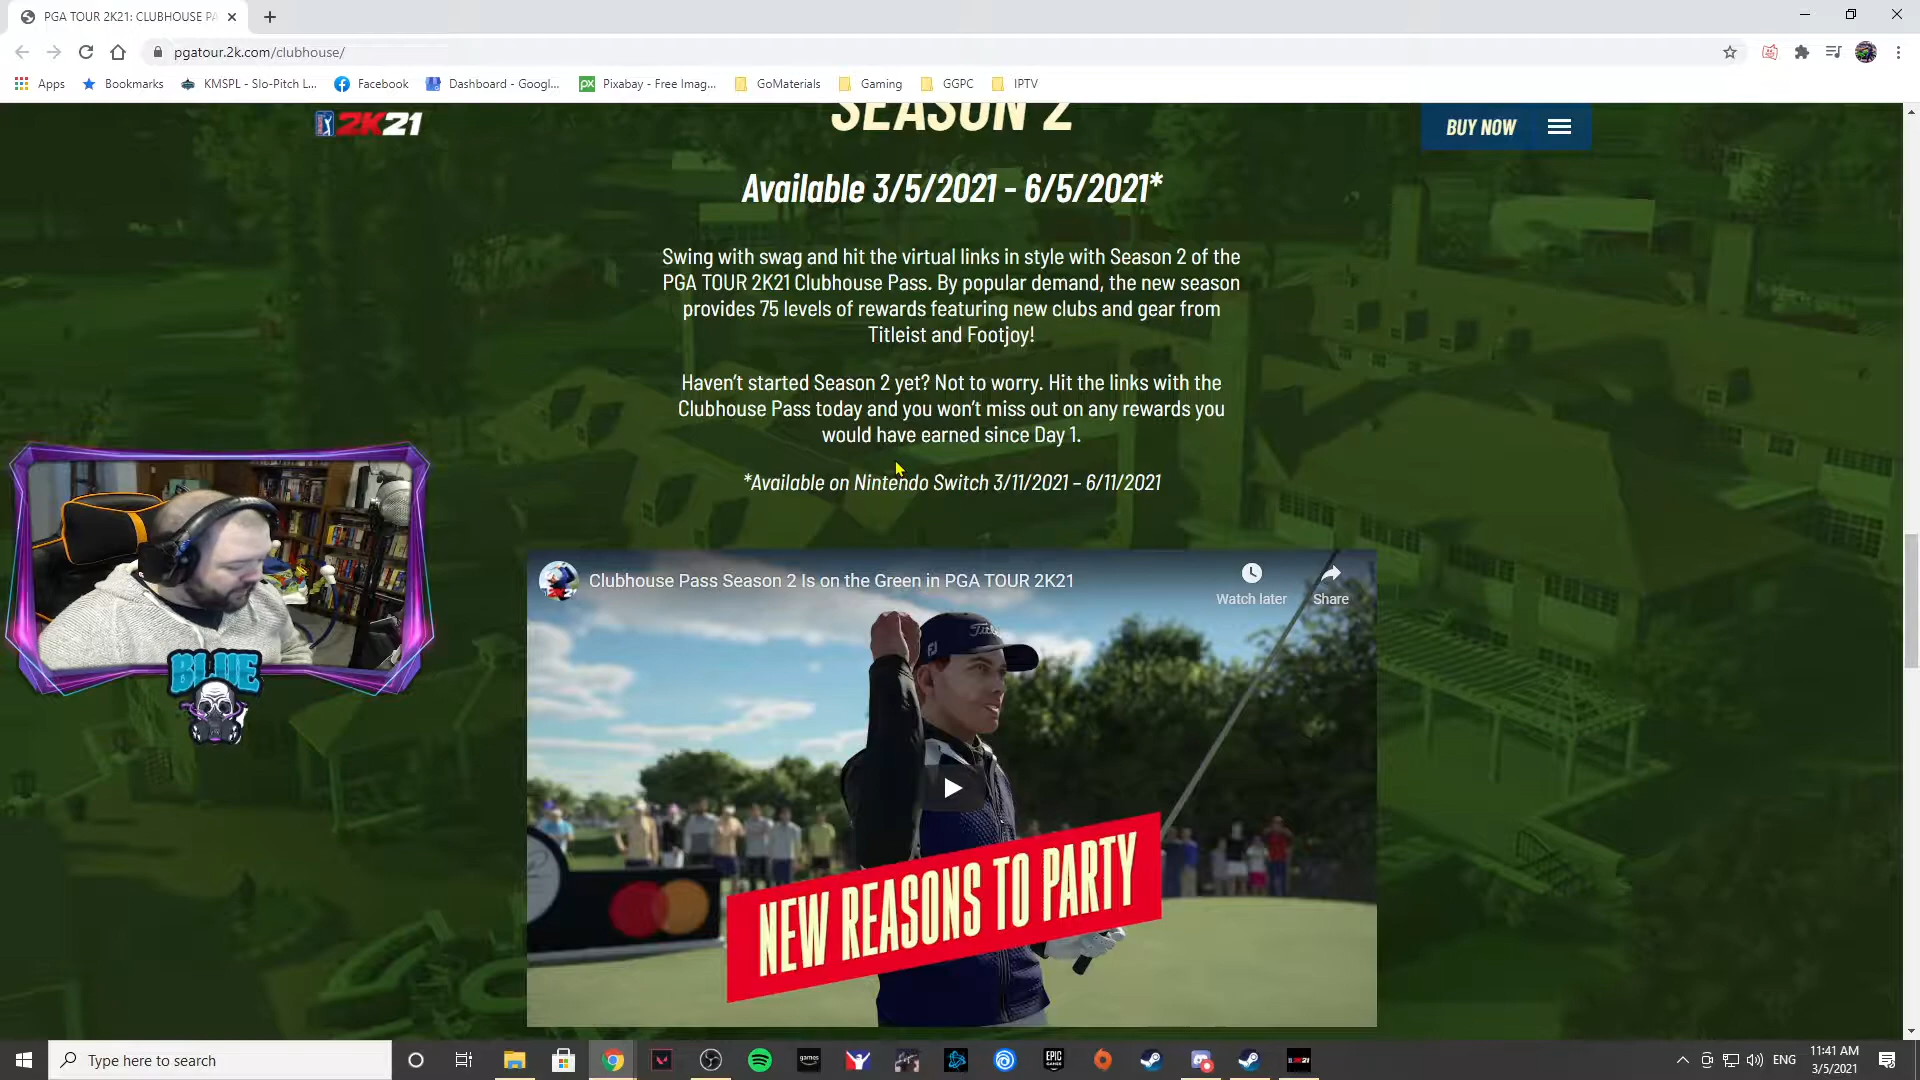 PGA TOUR 2K21: CLUBHOUSE PA
pgatour.2k.com/clubhouse/
Apps
Bookmarks
KMSPL - Slo-Pitch L...
Facebook
Dashboard - Googl...
Pixabay - Free Imag...
GoMaterials
Gaming
GGPC
IPTV
2K21
SEASON 2
BUY NOW
Available 3/5/2021 - 6/5/2021*
Swing with swag and hit the virtual links in style with Season 2 of the
PGA TOUR 2K21 Clubhouse Pass. By popular demand, the new season
provides 75 levels of rewards featuring new clubs and gear from
Titleist and Footjoy!
Haven't started Season 2 yet? Not to worry. Hit the links with the
Clubhouse Pass today and you won't miss out on any rewards you
would have earned since Day 1.
*Available on Nintendo Switch 3/11/2021 – 6/11/2021
Clubhouse Pass Season 2 Is on the Green in PGA TOUR 2K21
Watch later
Share
NEW REASONS TO PARTY
BLUE
Type here to search
ENG
11:41 AM
3/5/2021